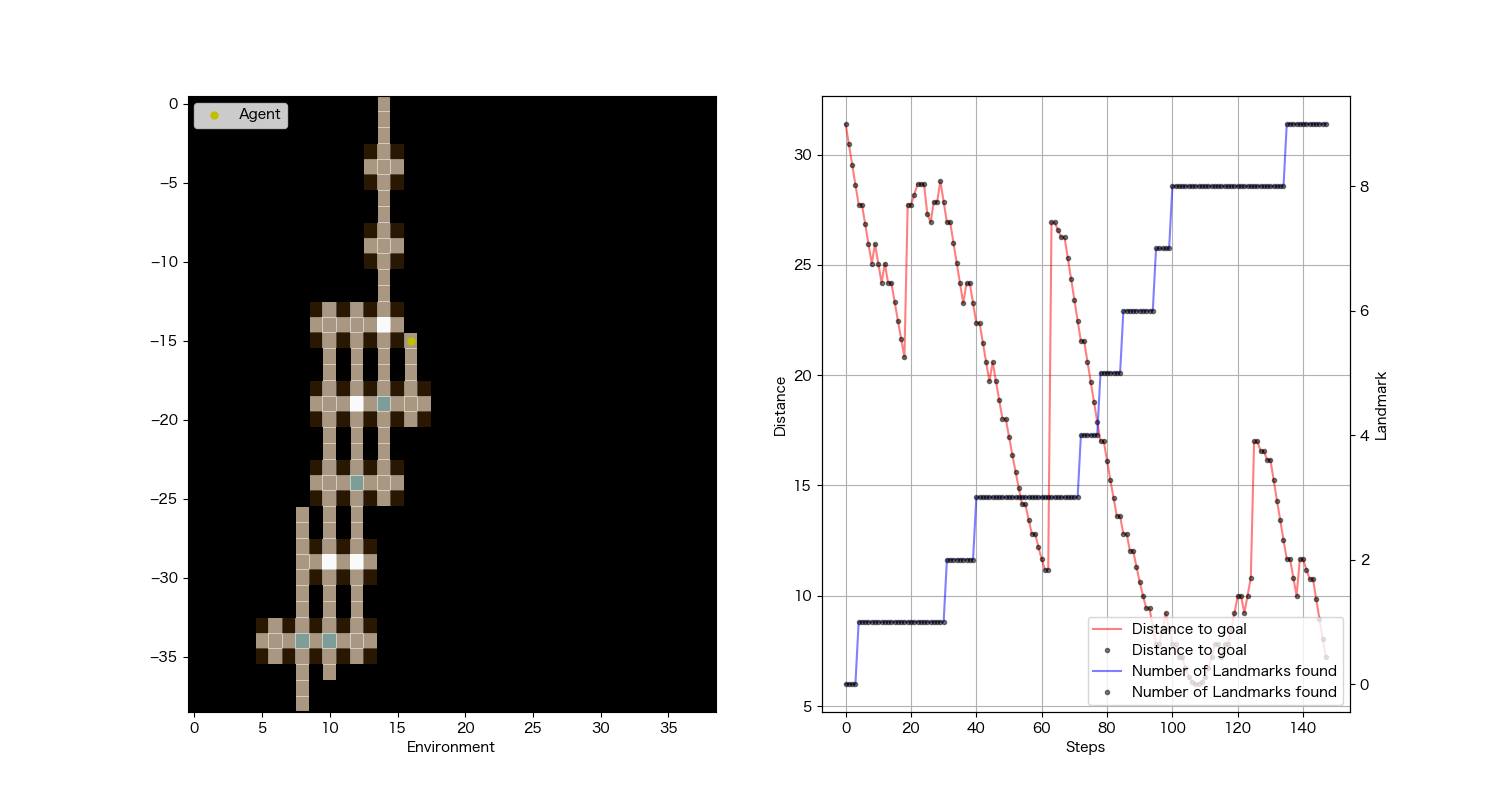 Agent
0
−5
−10
−15
−20
−25
−30
−35
0 5 10 15 20 25 30 35
Environment
30
25
20
15
10
5
Distance
8
6
4
2
0
Landmark
Distance to goal
Distance to goal
Number of Landmarks found
Number of Landmarks found
0 20 40 60 80 100 120 140
Steps